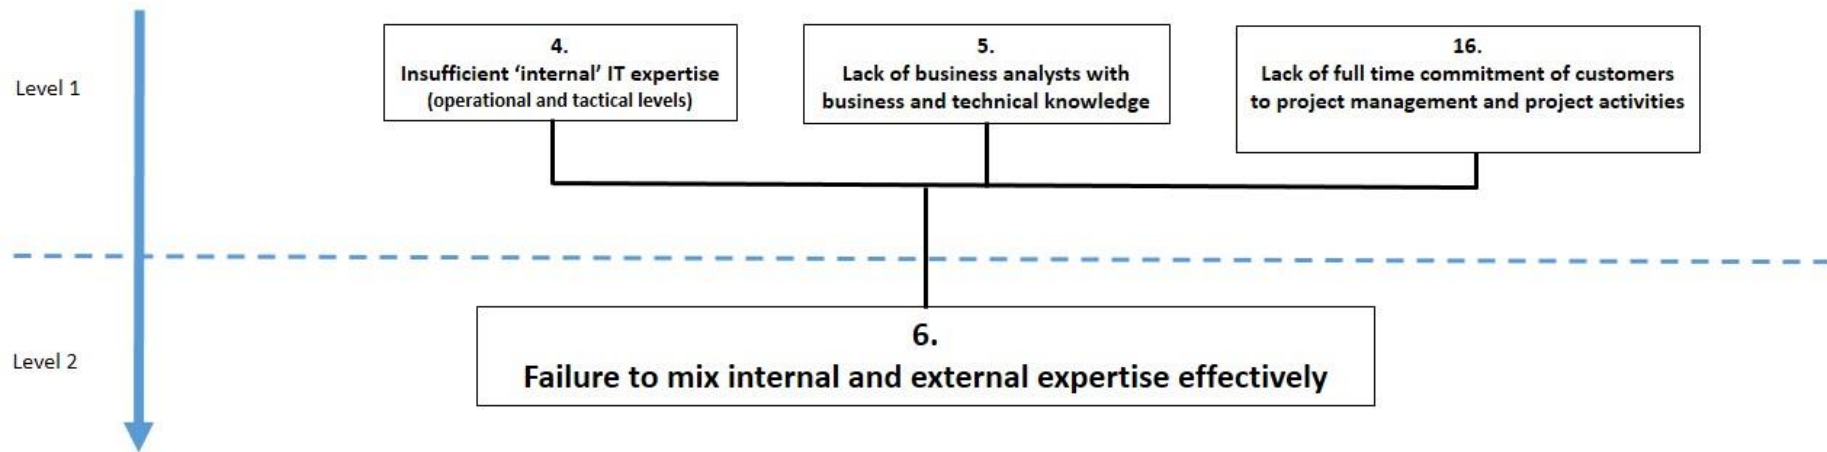 Level 1
4.
Insufficient ‘internal’ IT expertise
(operational and tactical levels)
5.
Lack of business analysts with
business and technical knowledge
16.
Lack of full time commitment of customers
to project management and project activities
Level 2
6.
Failure to mix internal and external expertise effectively